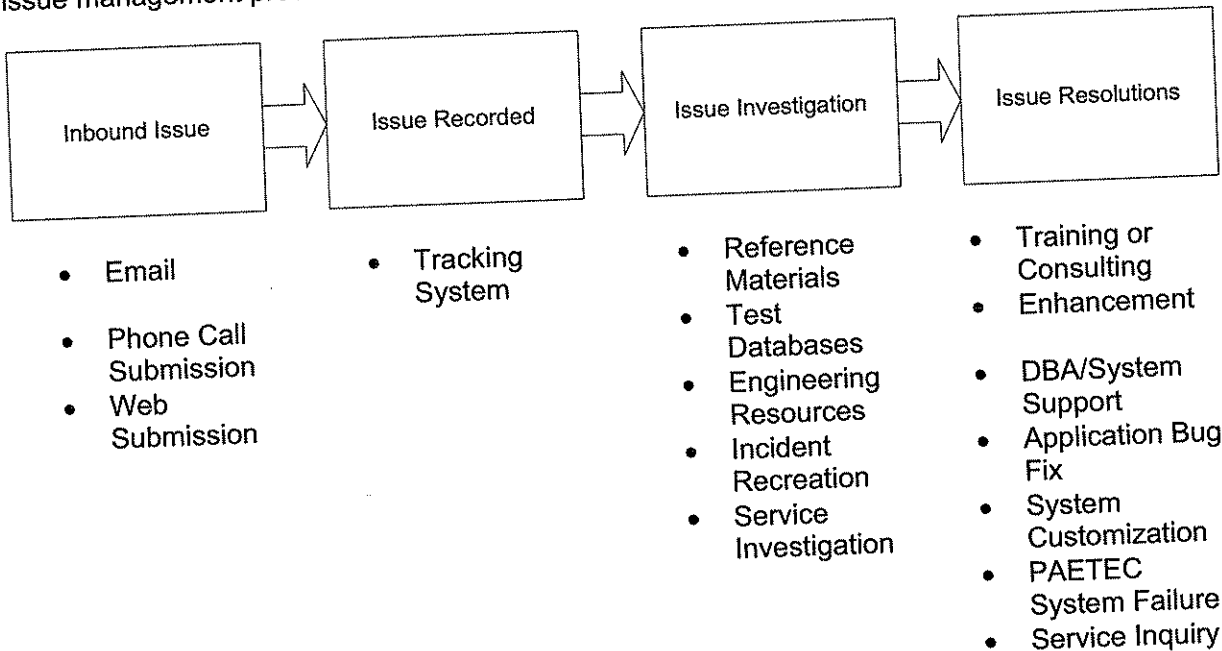 Issue management
Inbound Issue
Issue Recorded
Issue Investigation
Issue Resolutions
• Email
• Phone Call
Submission
• Web
Submission
• Tracking
System
• Reference
Materials
• Test
Databases
• Engineering
Resources
• Incident
Recreation
• Service
Investigation
• Training or
Consulting
• Enhancement
• DBA/System
Support
• Application Bug
Fix
• System
Customization
• PAETEC
System Failure
• Service Inquiry